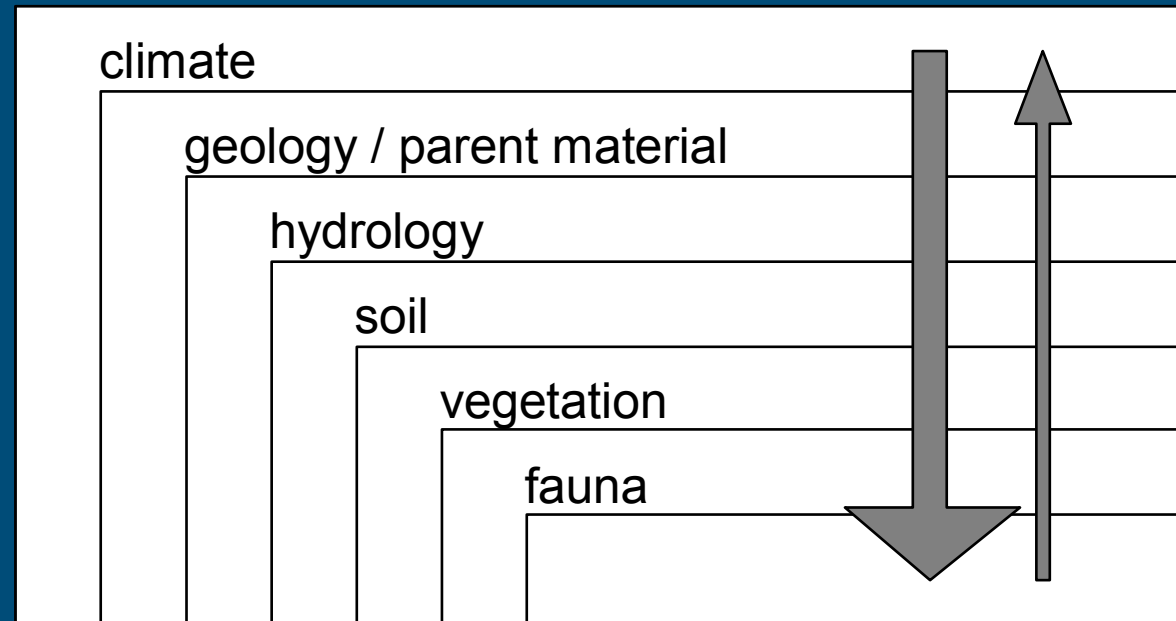 climate
geology / parent material
hydrology
soil
vegetation
fauna